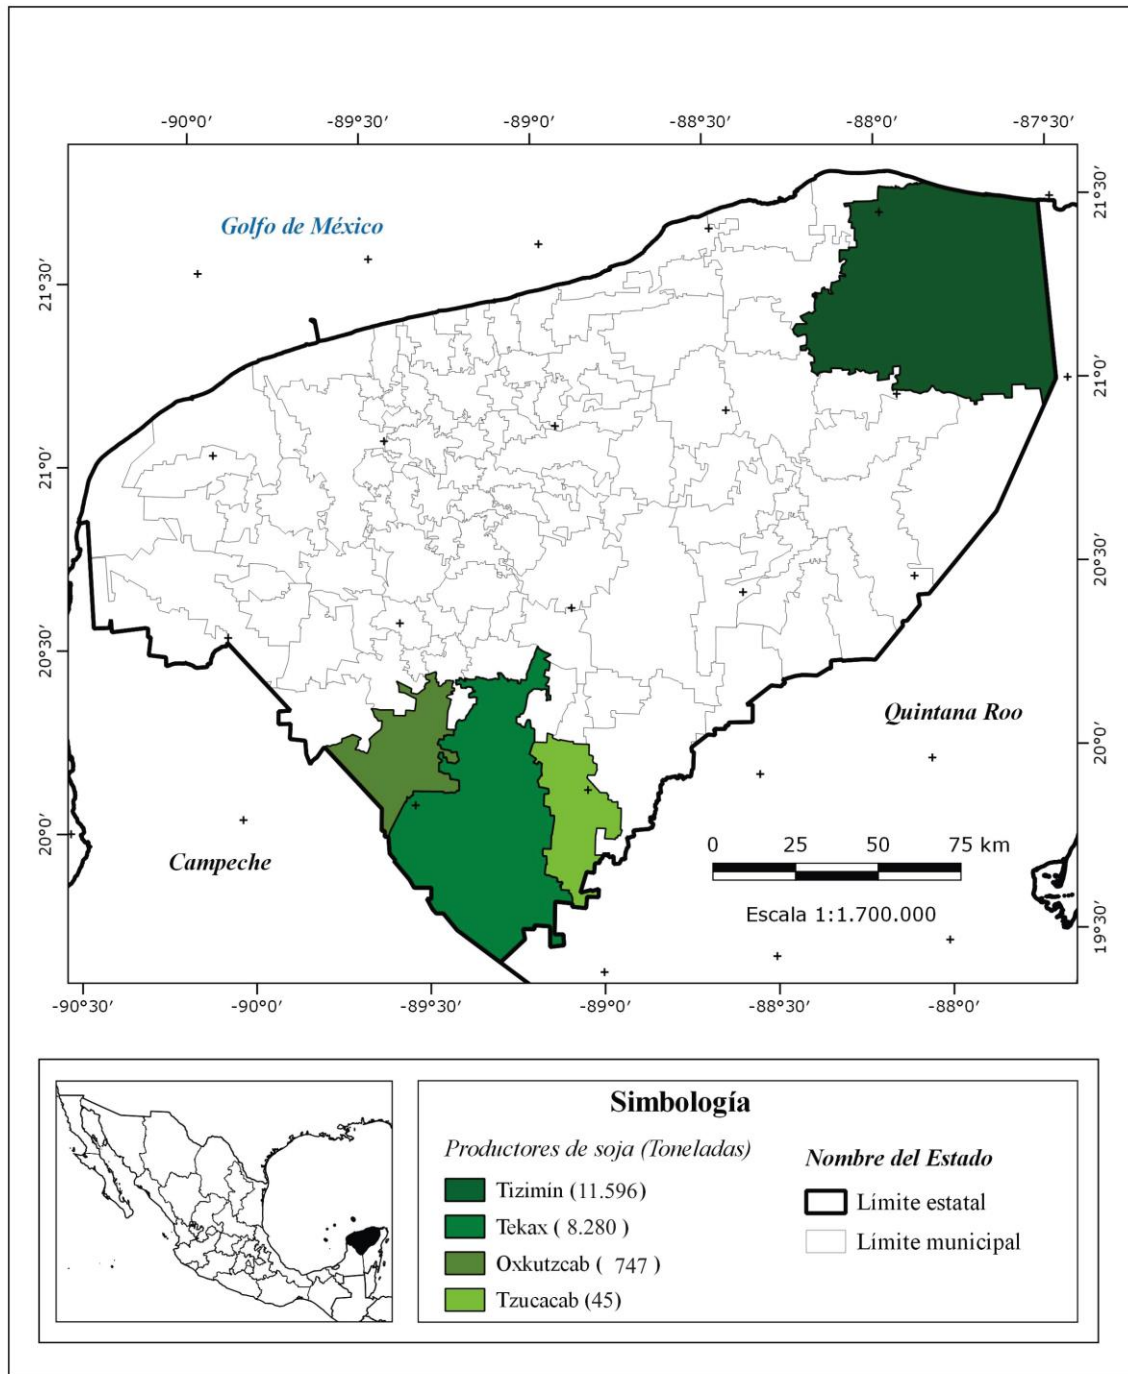 -90°0′ -89°30′ -89°0′ -88°30′ -88°0′ -87°30′
21°30′
Golfo de México
21°30′
21°0′
21°0′
20°30′
20°30′
Quintana Roo
20°0′
20°0′
Campeche
0 25 50 75 km
Escala 1:1.700.000
19°30′
-90°30′ -90°0′ -89°30′ -89°0′ -88°30′ -88°0′
Simbología
Productores de soja (Toneladas)
Tizimín (11.596)
Tekax ( 8.280 )
Oxkutzcab ( 747 )
Tzucacab (45)
Nombre del Estado
Límite estatal
Límite municipal